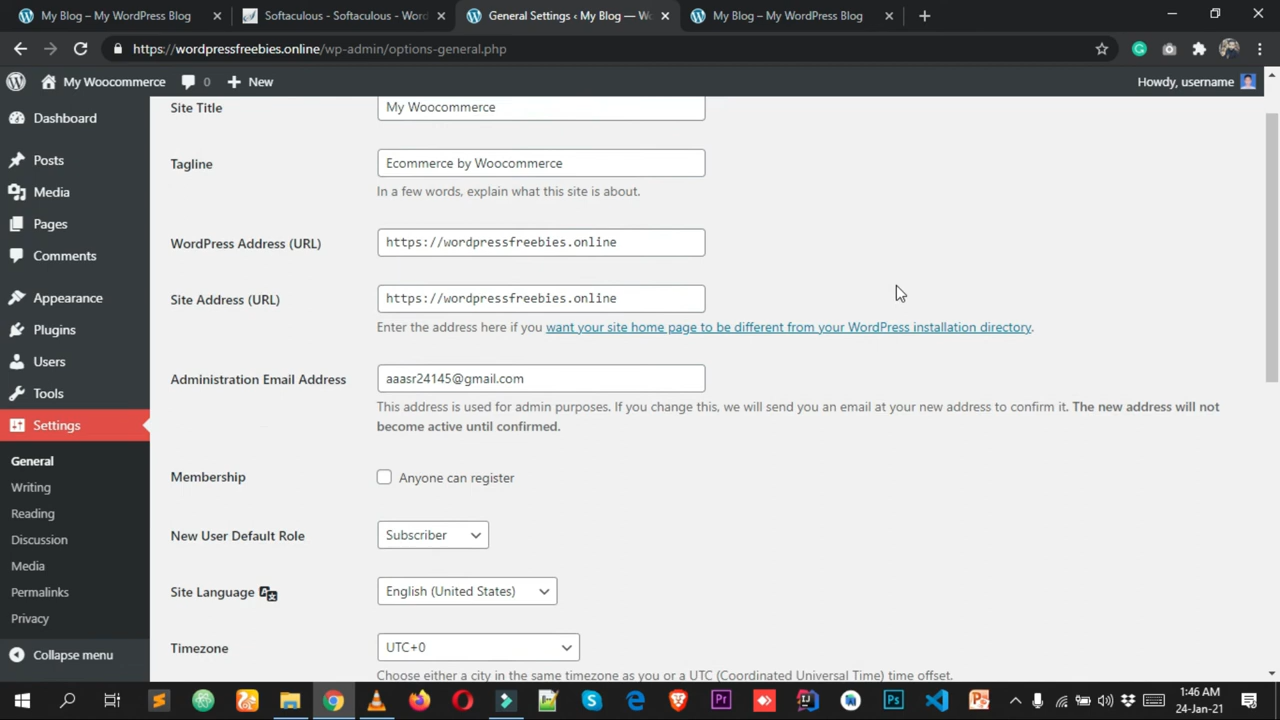 My Blog – My WordPress Blog
Softaculous - Softaculous - Word
General Settings ‹ My Blog — Wo
My Blog – My WordPress Blog
https://wordpressfreebies.online/wp-admin/options-general.php
My Woocommerce 0 New
Howdy, username
Dashboard
Posts
Media
Pages
Comments
Appearance
Plugins
Users
Tools
Settings
General
Writing
Reading
Discussion
Media
Permalinks
Privacy
Collapse menu
Site Title My Woocommerce
Tagline Ecommerce by Woocommerce
In a few words, explain what this site is about.
WordPress Address (URL) https://wordpressfreebies.online
Site Address (URL) https://wordpressfreebies.online
Enter the address here if you want your site home page to be different from your WordPress installation directory.
Administration Email Address aaasr24145@gmail.com
This address is used for admin purposes. If you change this, we will send you an email at your new address to confirm it. The new address will not
become active until confirmed.
Membership Anyone can register
New User Default Role Subscriber
Site Language English (United States)
Timezone UTC+0
Choose either a city in the same timezone as you or a UTC (Coordinated Universal Time) time offset.
1:46 AM
24-Jan-21